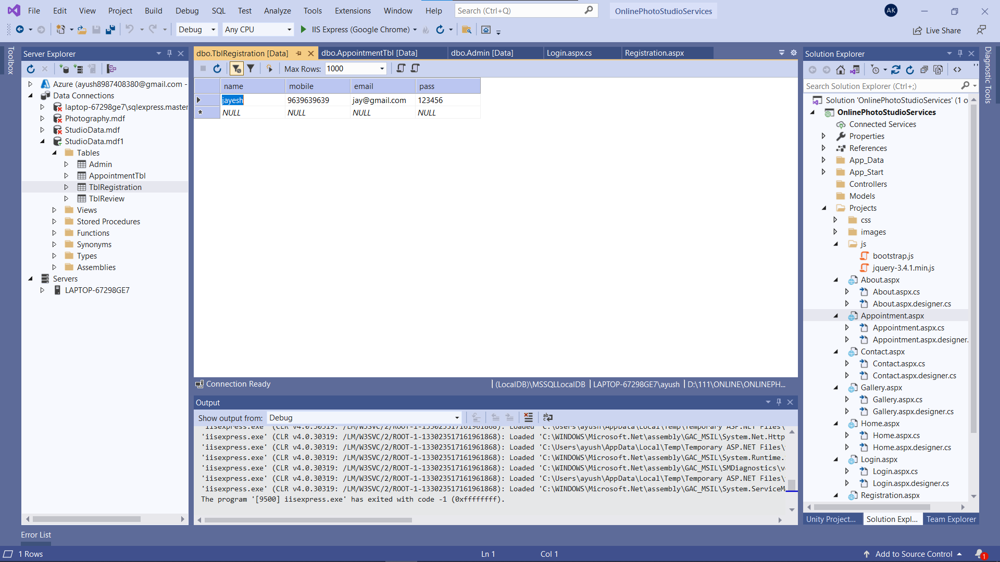 File Edit View Project Build Debug SQL Test Analyze Tools Extensions Window Help Search (Ctrl+Q) OnlinePhotoStudioServices AK
Debug Any CPU IIS Express (Google Chrome) Live Share
Toolbox
Server Explorer
Azure (ayush8987408380@gmail.com -
Data Connections
laptop-67298ge7\sqlexpress.master
Photography.mdf
StudioData.mdf
StudioData.mdf1
Tables
Admin
AppointmentTbl
TblRegistration
TblReview
Views
Stored Procedures
Functions
Synonyms
Types
Assemblies
Servers
LAPTOP-67298GE7
dbo.TblRegistration [Data] dbo.AppointmentTbl [Data] dbo.Admin [Data] Login.aspx.cs Registration.aspx
Max Rows: 1000
name mobile email pass
jayesh 9639639639 jay@gmail.com 123456
NULL NULL NULL NULL
Connection Ready (LocalDB)\MSSQLLocalDB LAPTOP-67298GE7\ayush D:\111\ONLINE\ONLINEPH...
Output
Show output from: Debug
'iisexpress.exe' (CLR v4.0.30319: /LM/W3SVC/2/ROOT-1-133023517161961868): Loaded 'C:\Users\ayush\AppData\Local\Temp\Temporary ASP.NET Files\
'iisexpress.exe' (CLR v4.0.30319: /LM/W3SVC/2/ROOT-1-133023517161961868): Loaded 'C:\WINDOWS\Microsoft.Net\assembly\GAC_MSIL\System.Net.Http
'iisexpress.exe' (CLR v4.0.30319: /LM/W3SVC/2/ROOT-1-133023517161961868): Loaded 'C:\Users\ayush\AppData\Local\Temp\Temporary ASP.NET Files\
'iisexpress.exe' (CLR v4.0.30319: /LM/W3SVC/2/ROOT-1-133023517161961868): Loaded 'C:\WINDOWS\Microsoft.Net\assembly\GAC_MSIL\System.Runtime.
'iisexpress.exe' (CLR v4.0.30319: /LM/W3SVC/2/ROOT-1-133023517161961868): Loaded 'C:\WINDOWS\Microsoft.Net\assembly\GAC_MSIL\SMDiagnostics\v
'iisexpress.exe' (CLR v4.0.30319: /LM/W3SVC/2/ROOT-1-133023517161961868): Loaded 'C:\Users\ayush\AppData\Local\Temp\Temporary ASP.NET Files\
'iisexpress.exe' (CLR v4.0.30319: /LM/W3SVC/2/ROOT-1-133023517161961868): Loaded 'C:\WINDOWS\Microsoft.Net\assembly\GAC_MSIL\System.ServiceM
The program '[9500] iisexpress.exe' has exited with code -1 (0xffffffff).
Solution Explorer
Search Solution Explorer (Ctrl+;)
Solution 'OnlinePhotoStudioServices' (1 o
OnlinePhotoStudioServices
Connected Services
Properties
References
App_Data
App_Start
Controllers
Models
Projects
css
images
js
bootstrap.js
jquery-3.4.1.min.js
About.aspx
About.aspx.cs
About.aspx.designer.cs
Appointment.aspx
Appointment.aspx.cs
Appointment.aspx.designer.
Contact.aspx
Contact.aspx.cs
Contact.aspx.designer.cs
Gallery.aspx
Gallery.aspx.cs
Gallery.aspx.designer.cs
Home.aspx
Home.aspx.cs
Home.aspx.designer.cs
Login.aspx
Login.aspx.cs
Login.aspx.designer.cs
Registration.aspx
Unity Project... Solution Expl... Team Explorer
Diagnostic Tools
Error List
1 Rows Ln 1 Col 1 Add to Source Control 1